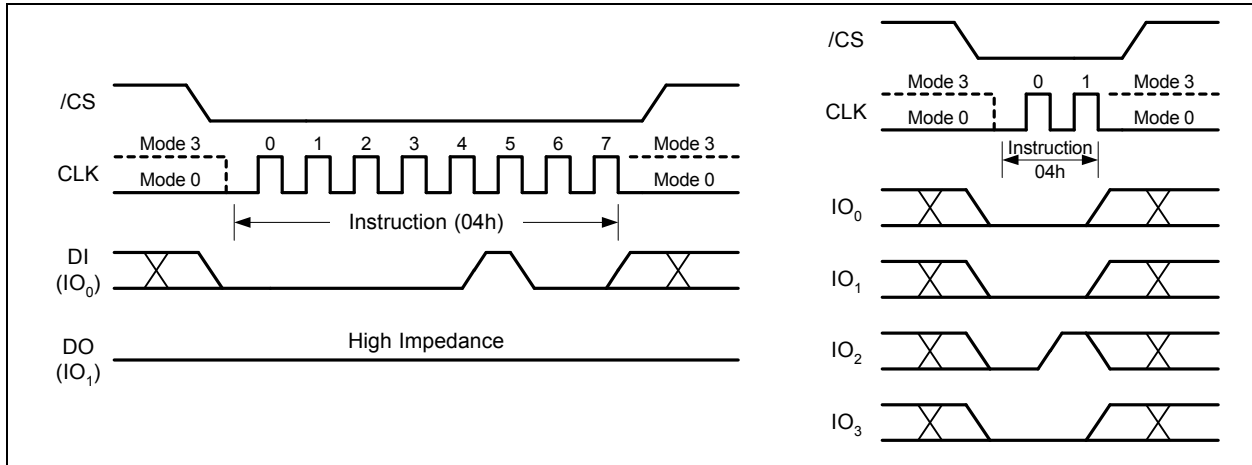 /CS
Mode 3 0 1 2 3 4 5 6 7 Mode 3
CLK
Mode 0 Mode 0
Instruction (04h)
DI
(IO0)
High Impedance
DO
(IO1)
/CS
Mode 3 0 1 Mode 3
CLK
Mode 0 Mode 0
Instruction
04h
IO0
IO1
IO2
IO3